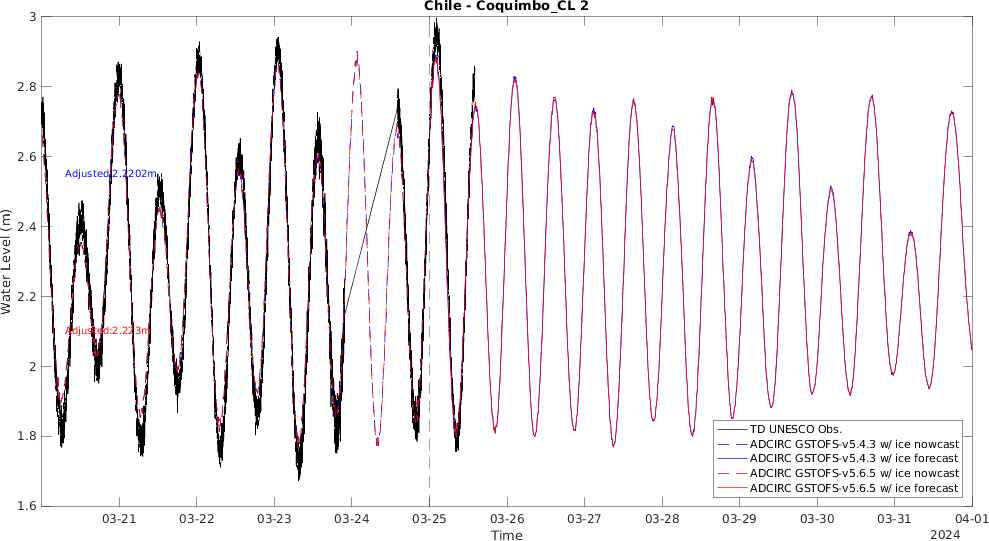 Chile - Coquimbo_CL 2
3
2.8
2.6
2.4
2.2
2
1.8
1.6
Water Level (m)
Adjusted:2.2202m
Adjusted:2.223m
TD UNESCO Obs.
ADCIRC GSTOFS-v5.4.3 w/ ice nowcast
ADCIRC GSTOFS-v5.4.3 w/ ice forecast
ADCIRC GSTOFS-v5.6.5 w/ ice nowcast
ADCIRC GSTOFS-v5.6.5 w/ ice forecast
03-21 03-22 03-23 03-24 03-25 03-26 03-27 03-28 03-29 03-30 03-31 04-01
Time
2024